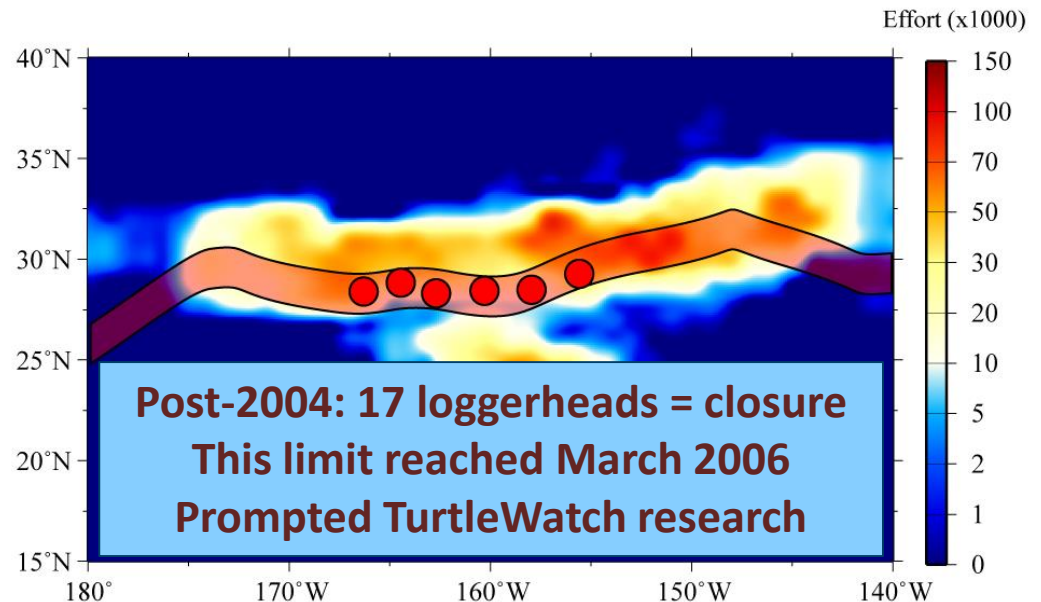 Effort (x1000)
40°N
35°N
30°N
25°N
20°N
15°N
180°
170°W
160°W
150°W
140°W
150
100
70
50
30
20
10
5
2
1
0
Post-2004: 17 loggerheads = closure
This limit reached March 2006
Prompted TurtleWatch research